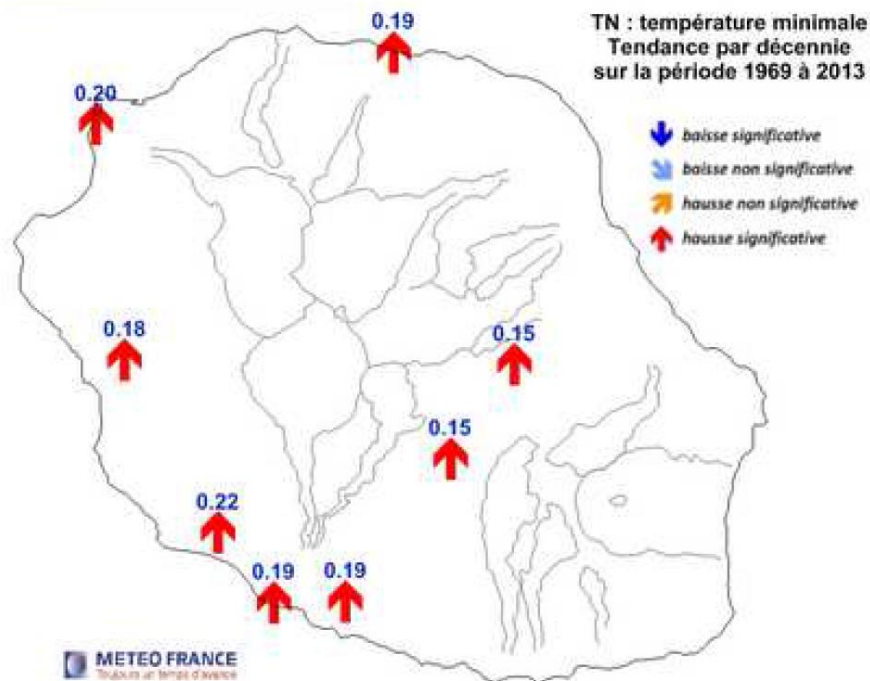 TN : température minimale
Tendance par décennie
sur la période 1969 à 2013
baisse significative
baisse non significative
hausse non significative
hausse significative
0.19
0.20
0.18
0.15
0.15
0.22
0.19
0.19
METEO FRANCE
Toujours un temps d'avance